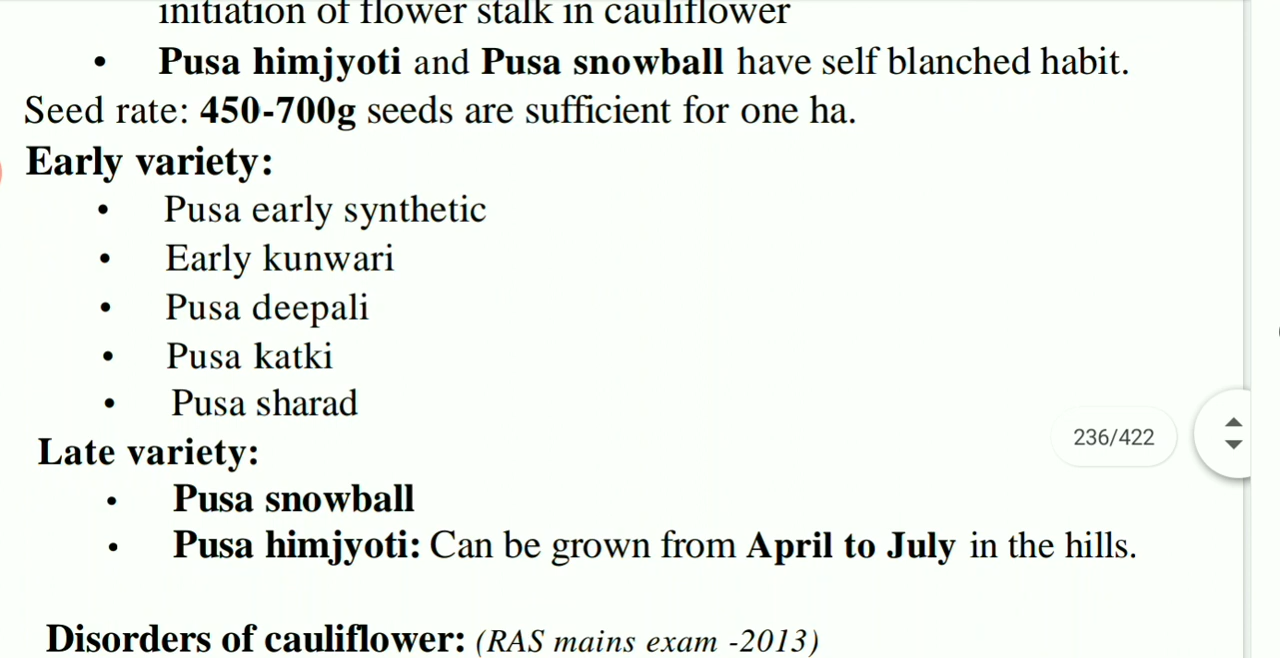 initiation of flower stalk in cauliflower
• Pusa himjyoti and Pusa snowball have self blanched habit.
Seed rate: 450-700g seeds are sufficient for one ha.
Early variety:
• Pusa early synthetic
• Early kunwari
• Pusa deepali
• Pusa katki
• Pusa sharad
236/422
Late variety:
• Pusa snowball
• Pusa himjyoti: Can be grown from April to July in the hills.
Disorders of cauliflower: (RAS mains exam -2013)